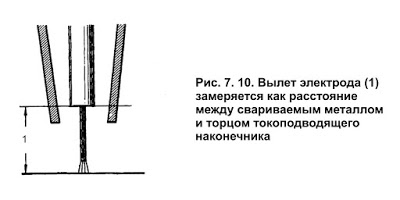 1
Рис. 7. 10. Вылет электрода (1)
замеряется как расстояние
между свариваемым металлом
и торцом токоподводящего
наконечника